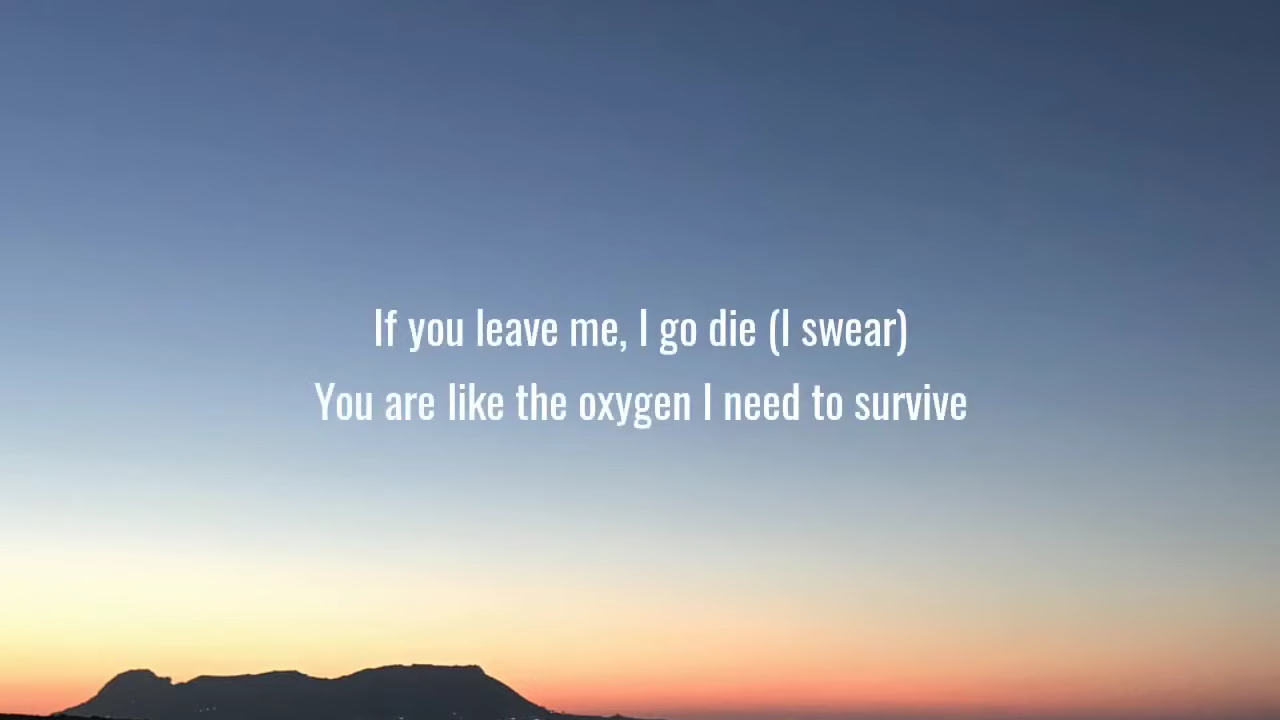 If you leave me, I go die (I swear)
You are like the oxygen I need to survive